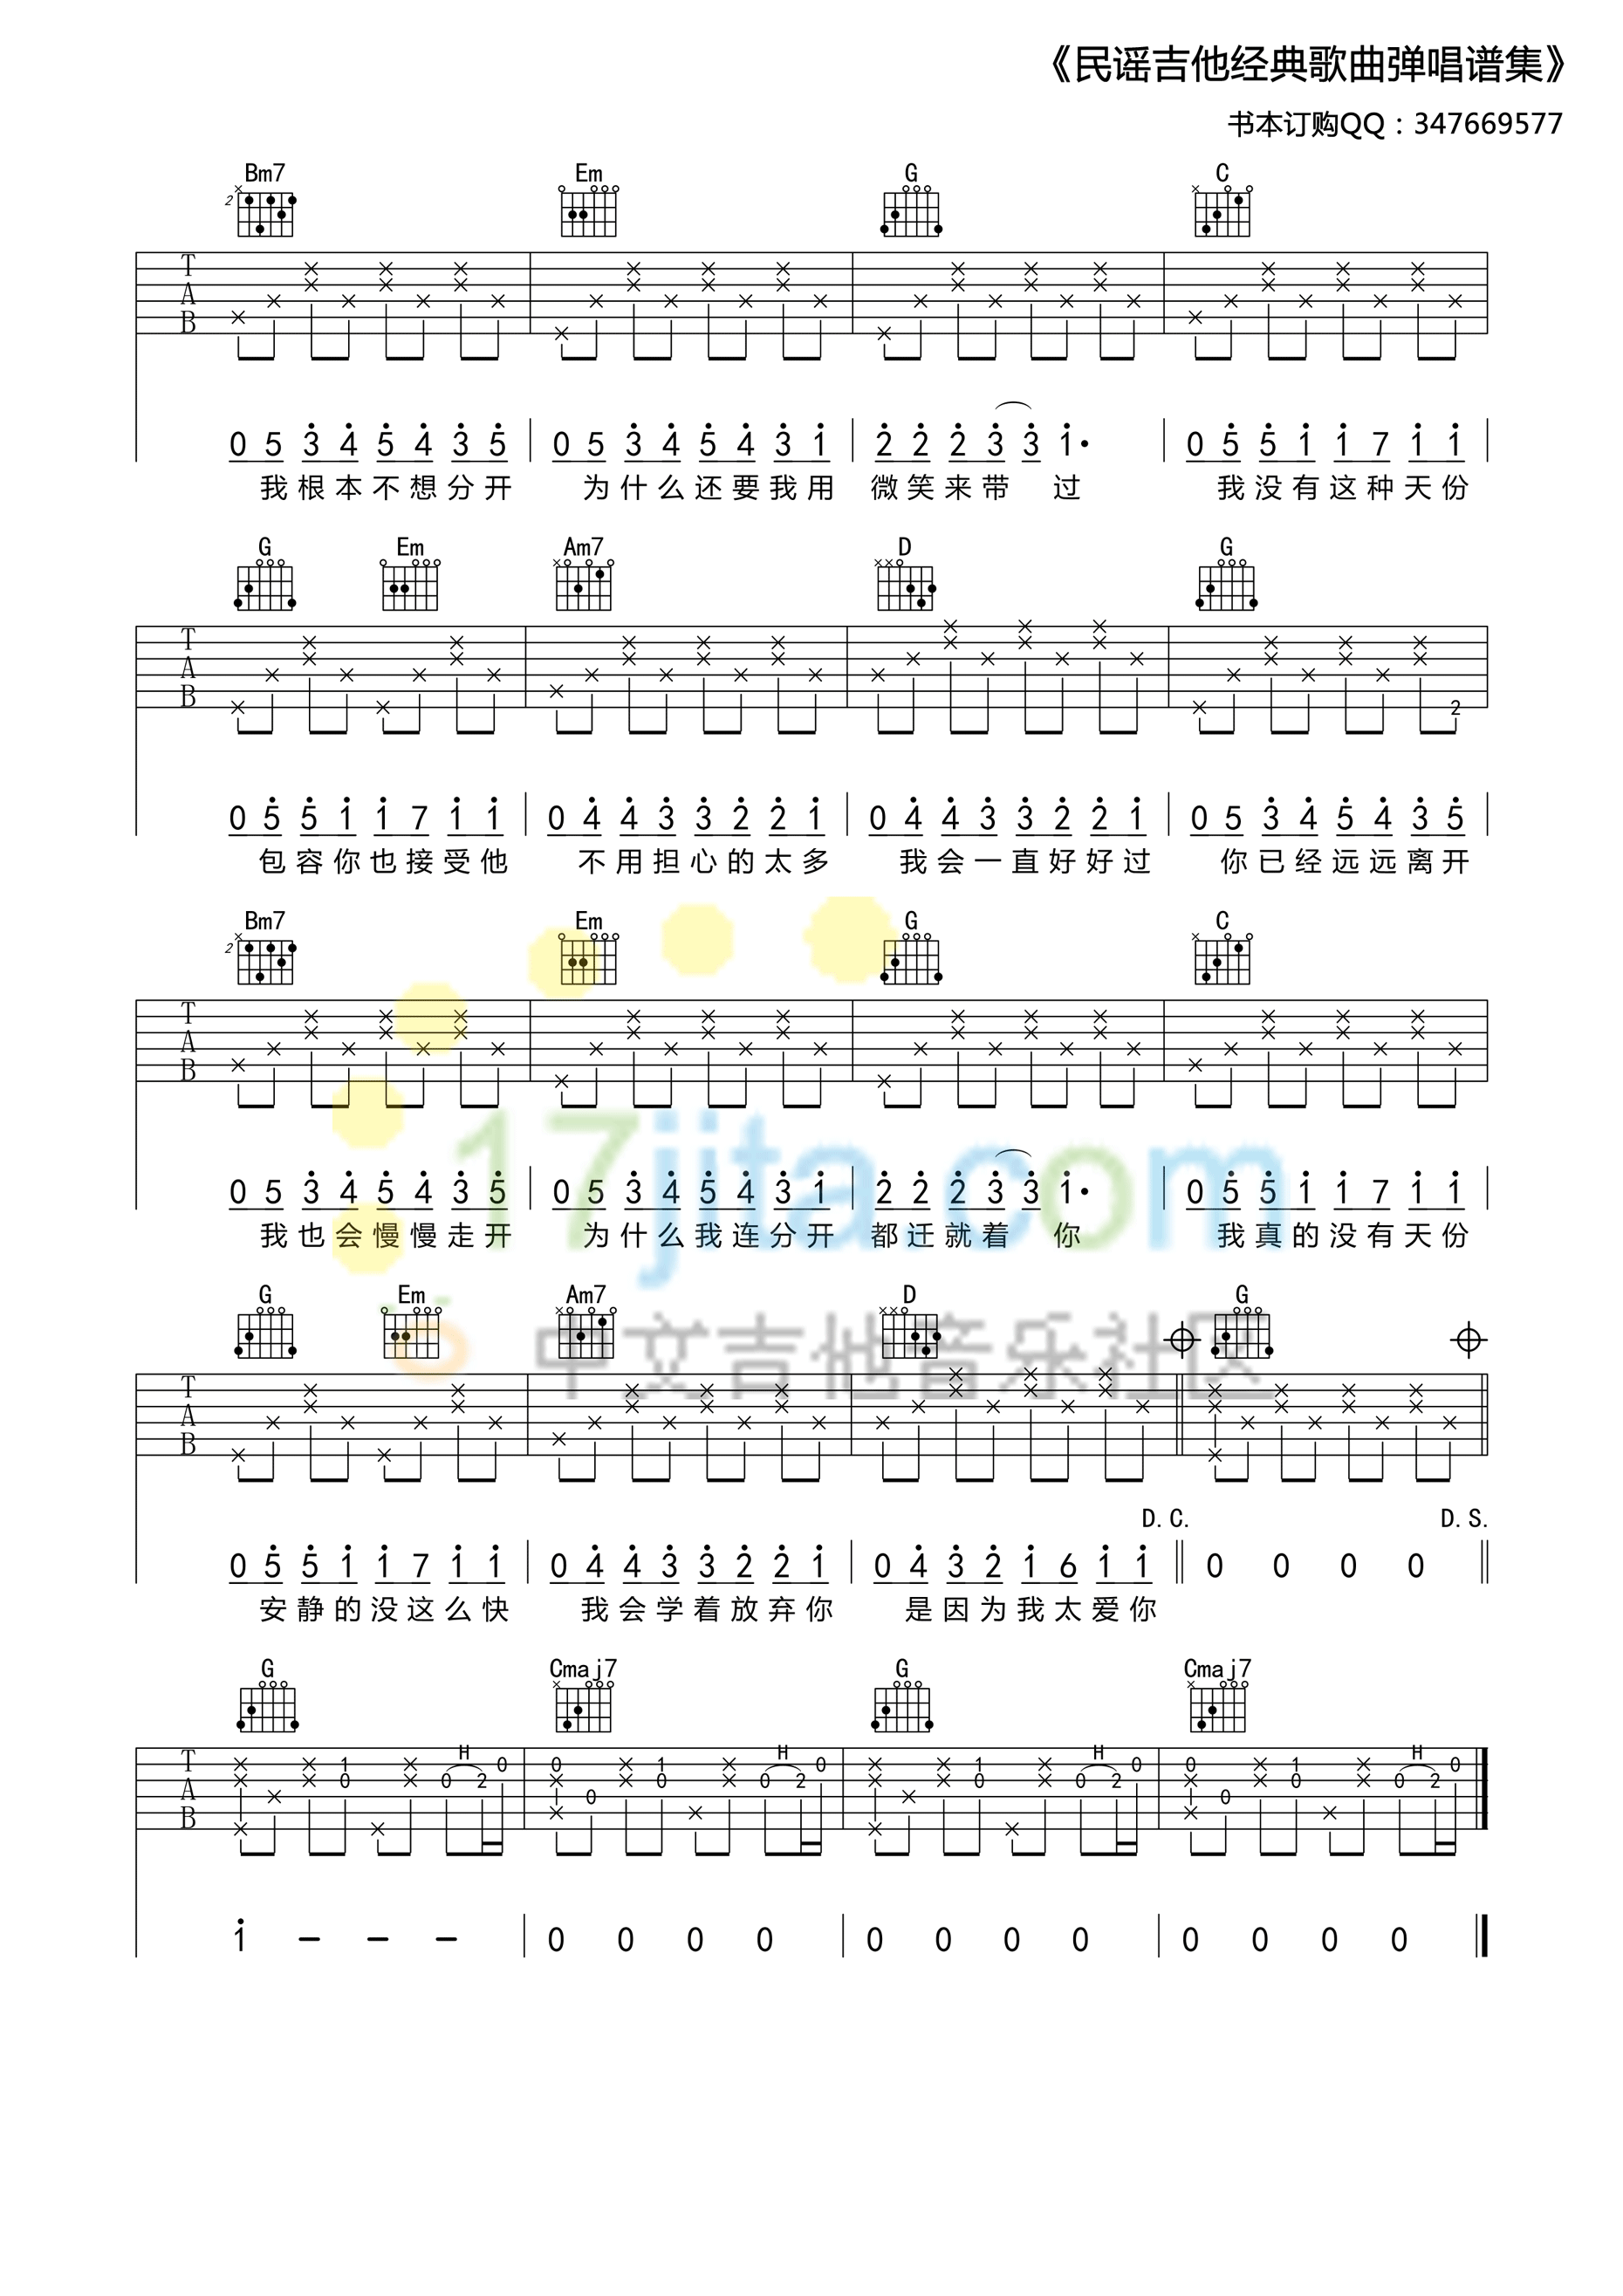 《民谣吉他经典歌曲弹唱谱集》
书本订购QQ：347669577
Bm7 Em G C
2
T A B
0 5 3 4 5 4 3 5 0 5 3 4 5 4 3 1 2 2 2 3 3 1· 0 5 5 1 1 7 1 1
我根本不想分开 为什么还要我用 微笑来带 过 我没有这种天份
G Em Am7 D G
T A B 2
0 5 5 1 1 7 1 1 0 4 4 3 3 2 2 1 0 4 4 3 3 2 2 1 0 5 3 4 5 4 3 5
包容你也接受他 不用担心的太多 我会一直好好过 你已经远远离开
Bm7 Em G C
2
T A B
0 5 3 4 5 4 3 5 0 5 3 4 5 4 3 1 2 2 2 3 3 1· 0 5 5 1 1 7 1 1
我也会慢慢走开 为什么我连分开 都迁就着 你 我真的没有天份
17jita.com
G Em Am7 D G
中文吉他音乐社区
T A B
D.C. D.S.
0 5 5 1 1 7 1 1 0 4 4 3 3 2 2 1 0 4 3 2 1 6 1 1 0 0 0 0
安静的没这么快 我会学着放弃你 是因为我太爱你
G Cmaj7 G Cmaj7
H H H H
T A B 1 0 0 2 0 0 0 1 0 0 2 0 1 0 0 2 0 0 0 1 0 0 2 0
1 － － － 0 0 0 0 0 0 0 0 0 0 0 0